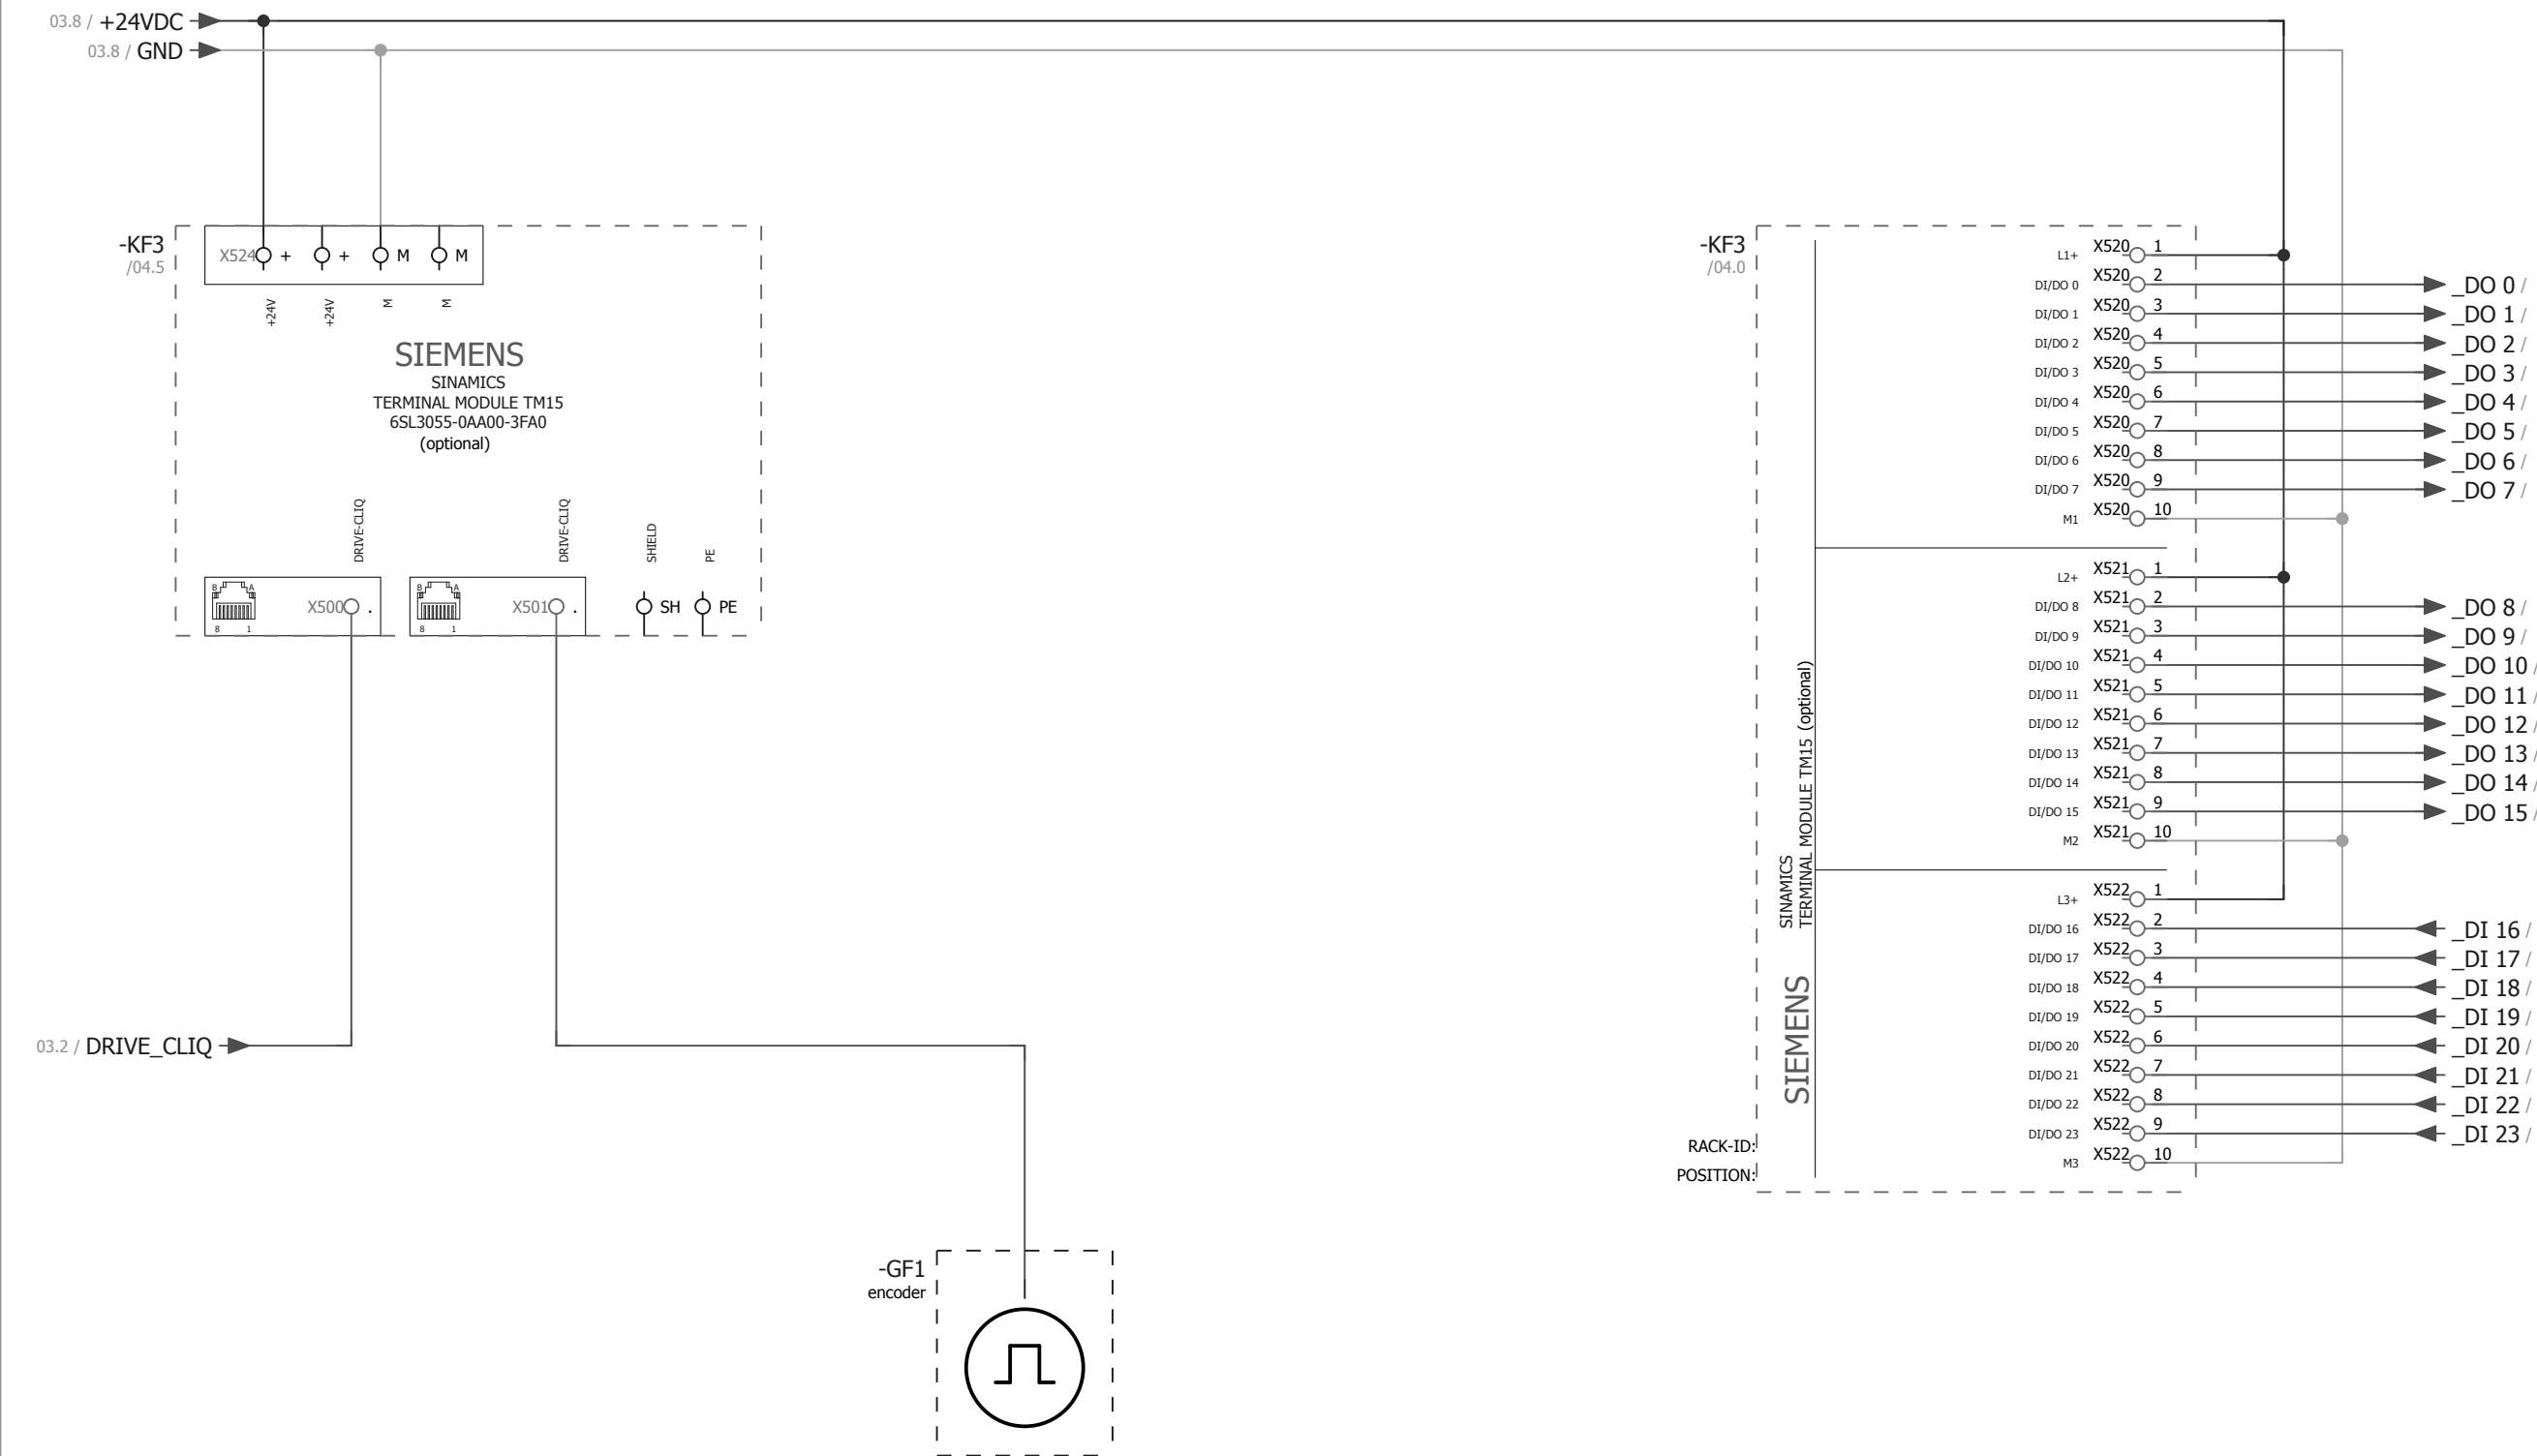 03.8 / +24VDC
03.8 / GND
-KF3
/04.5
X524 + + M M
+24V +24V M M
SIEMENS
SINAMICS
TERMINAL MODULE TM15
6SL3055-0AA00-3FA0
(optional)
DRIVE-CLIQ DRIVE-CLIQ SHIELD PE
B A
X500 .
8 1
B A
X501 .
8 1
SH PE
03.2 / DRIVE_CLIQ
-GF1
encoder
-KF3
/04.0
SIEMENS
SINAMICS
TERMINAL MODULE TM15 (optional)
RACK-ID:
POSITION:
L1+ X520 1
DI/DO 0 X520 2 _DO 0 /
DI/DO 1 X520 3 _DO 1 /
DI/DO 2 X520 4 _DO 2 /
DI/DO 3 X520 5 _DO 3 /
DI/DO 4 X520 6 _DO 4 /
DI/DO 5 X520 7 _DO 5 /
DI/DO 6 X520 8 _DO 6 /
DI/DO 7 X520 9 _DO 7 /
M1 X520 10
L2+ X521 1
DI/DO 8 X521 2 _DO 8 /
DI/DO 9 X521 3 _DO 9 /
DI/DO 10 X521 4 _DO 10 /
DI/DO 11 X521 5 _DO 11 /
DI/DO 12 X521 6 _DO 12 /
DI/DO 13 X521 7 _DO 13 /
DI/DO 14 X521 8 _DO 14 /
DI/DO 15 X521 9 _DO 15 /
M2 X521 10
L3+ X522 1
DI/DO 16 X522 2 _DI 16 /
DI/DO 17 X522 3 _DI 17 /
DI/DO 18 X522 4 _DI 18 /
DI/DO 19 X522 5 _DI 19 /
DI/DO 20 X522 6 _DI 20 /
DI/DO 21 X522 7 _DI 21 /
DI/DO 22 X522 8 _DI 22 /
DI/DO 23 X522 9 _DI 23 /
M3 X522 10